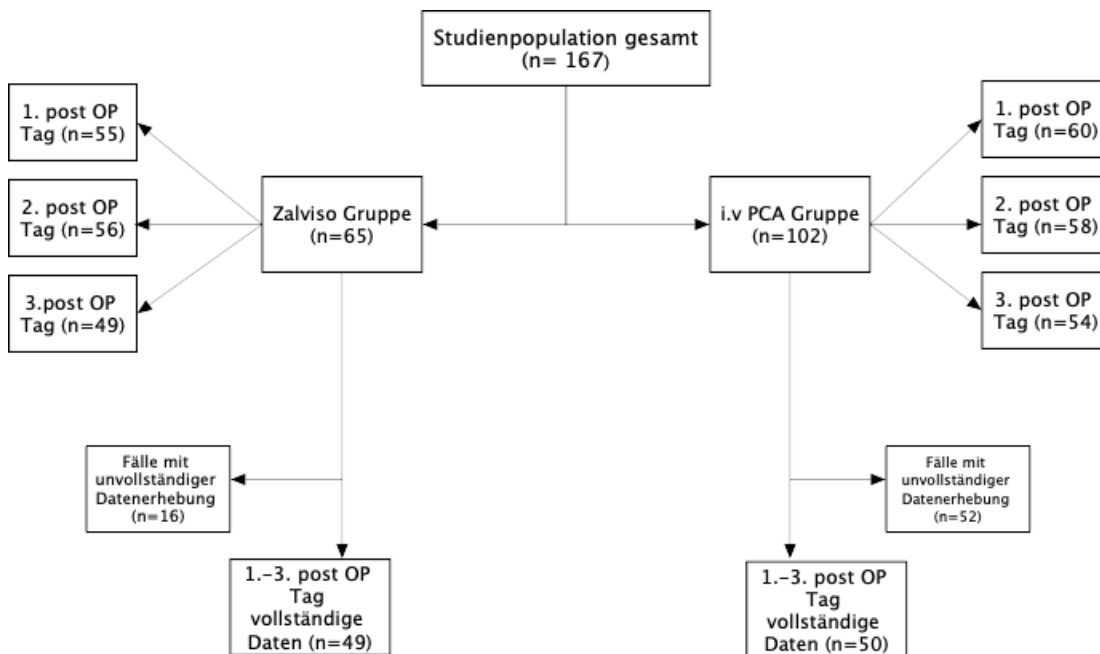 Studienpopulation gesamt
(n= 167)
1. post OP
Tag (n=55)
2. post OP
Tag (n=56)
3.post OP
Tag (n=49)
Zalviso Gruppe
(n=65)
i.v PCA Gruppe
(n=102)
1. post OP
Tag (n=60)
2. post OP
Tag (n=58)
3. post OP
Tag (n=54)
Fälle mit
unvollständiger
Datenerhebung
(n=16)
Fälle mit
unvollständiger
Datenerhebung
(n=52)
1.-3. post OP
Tag
vollständige
Daten (n=49)
1.-3. post OP
Tag
vollständige
Daten (n=50)